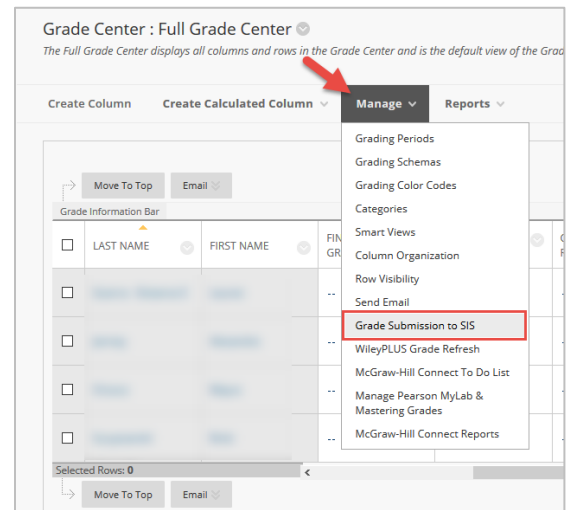 Grade Center : Full Grade Center
The Full Grade Center displays all columns and rows in the Grade Center and is the default view of the
Create Column Create Calculated Column Manage Reports
Grading Periods
Grading Schemas
Grading Color Codes
Categories
Smart Views
Column Organization
Row Visibility
Send Email
Grade Submission to SIS
WileyPLUS Grade Refresh
McGraw-Hill Connect To Do List
Manage Pearson MyLab &
Mastering Grades
McGraw-Hill Connect Reports
Move To Top Email
Grade Information Bar
LAST NAME FIRST NAME
--
--
--
--
Selected Rows: 0
Move To Top Email